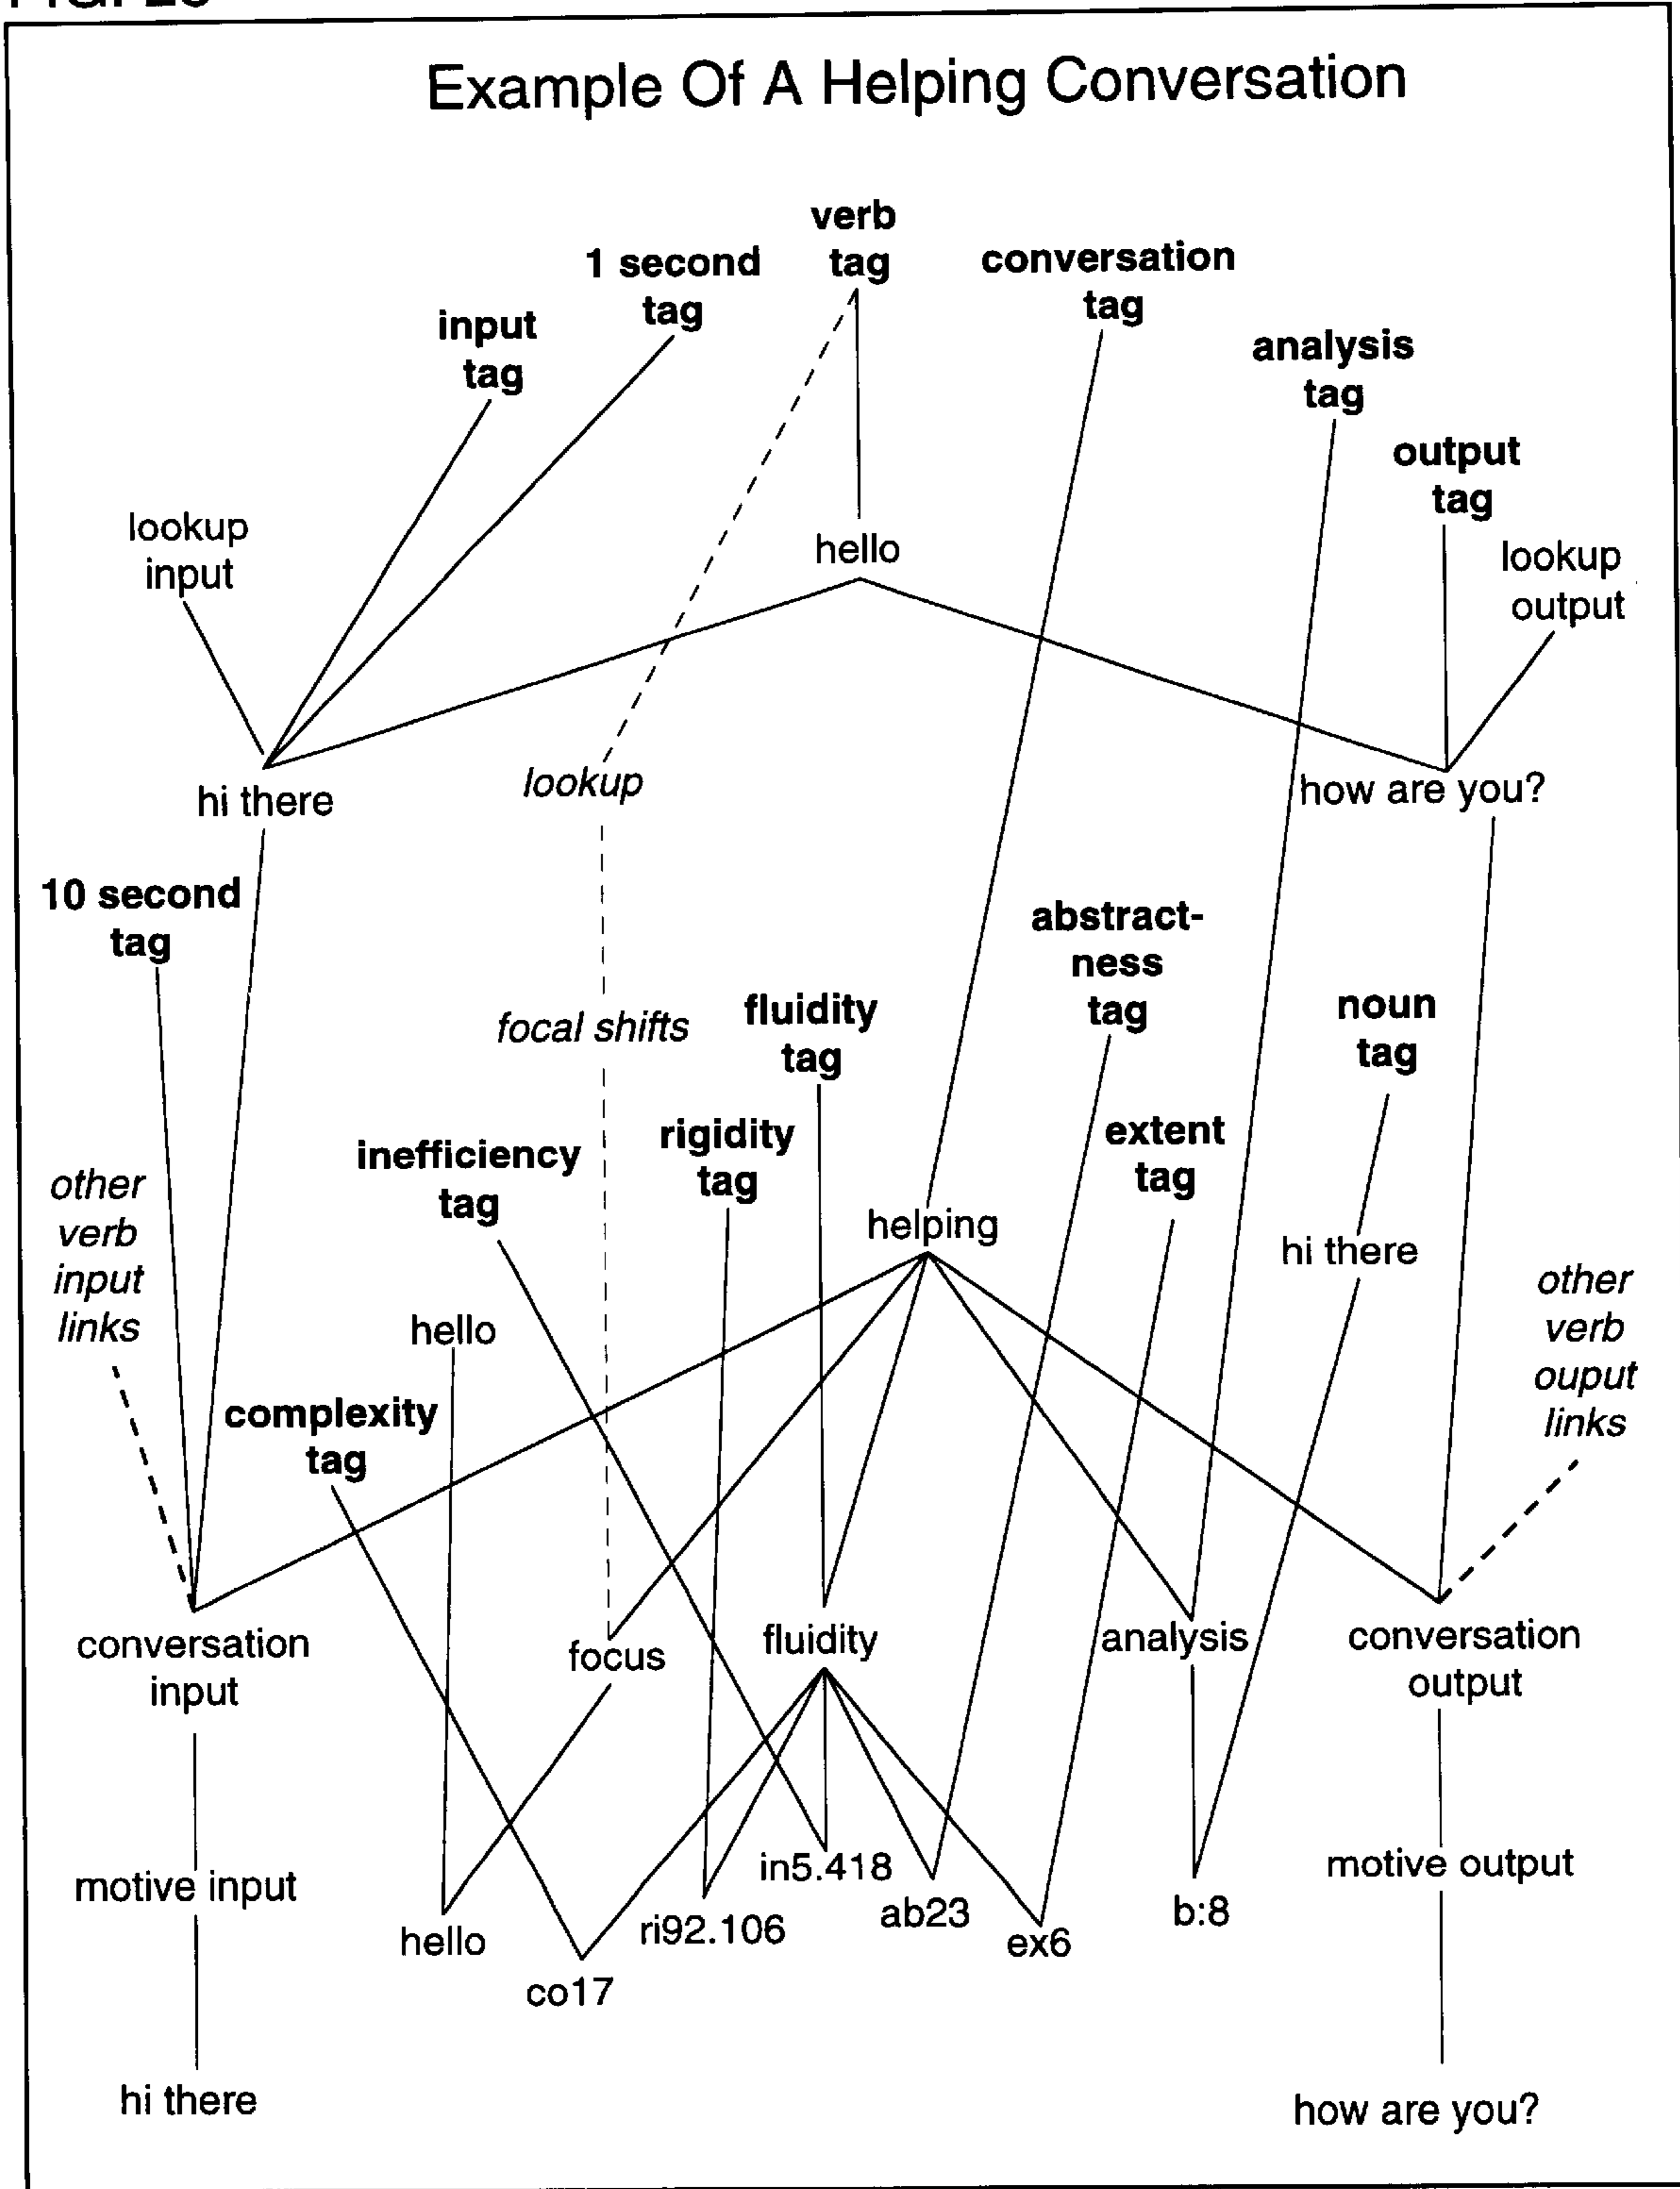 Example Of A Helping Conversation
verb
tag
1 second
tag
conversation
tag
input
tag
analysis
tag
output
tag
lookup
input
hello
lookup
output
hi there
lookup
how are you?
10 second
tag
abstract-
ness
tag
focal shifts
fluidity
tag
noun
tag
inefficiency
tag
rigidity
tag
extent
tag
other
verb
input
links
helping
hi there
other
verb
ouput
links
hello
complexity
tag
conversation
input
focus
fluidity
analysis
conversation
output
motive input
in5.418
motive output
hello
ri92.106
ab23
ex6
b:8
co17
hi there
how are you?